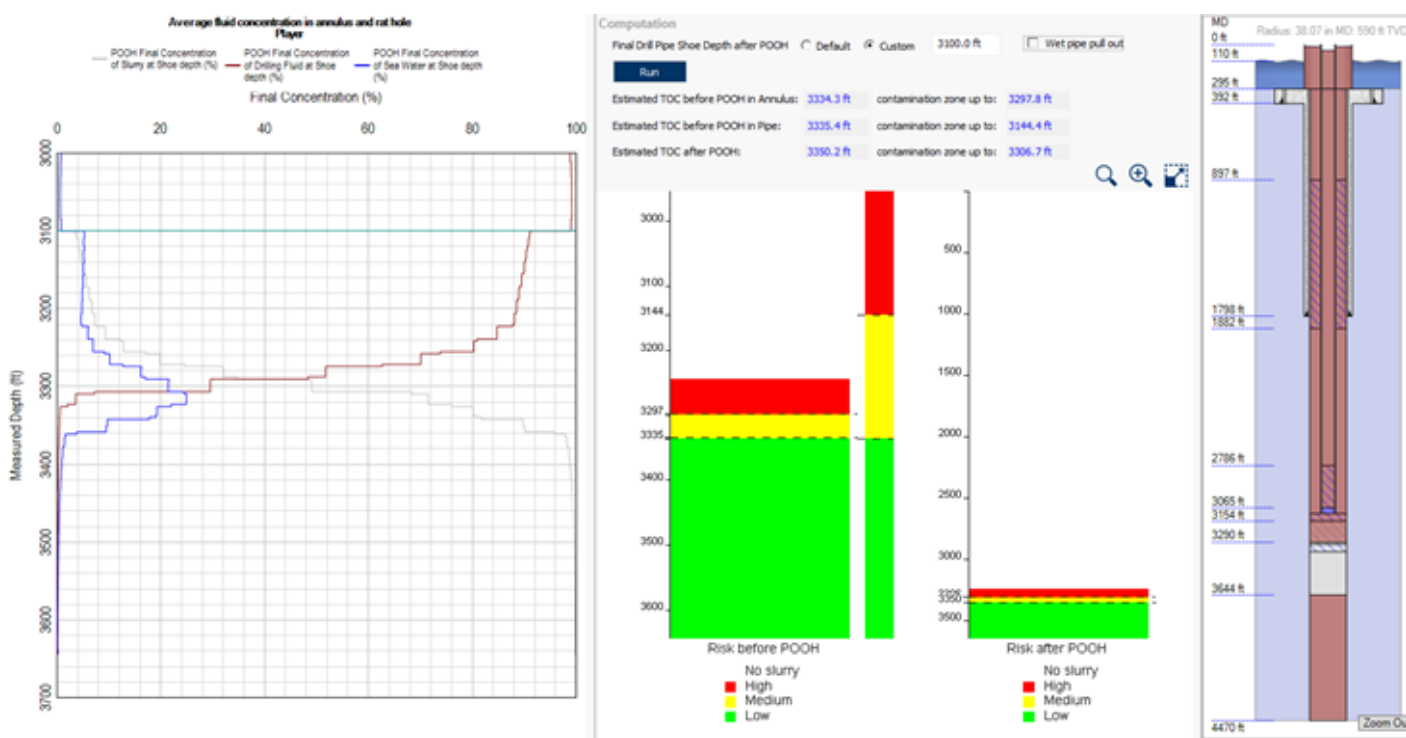 Average fluid concentration in annulus and rat hole
Player
POOH Final Concentration of Slurry at Shoe depth (%)
POOH Final Concentration of Drilling Fluid at Shoe depth (%)
POOH Final Concentration of Sea Water at Shoe depth (%)
Final Concentration (%)
0 20 40 60 80 100
3000
3100
3200
3300
3400
3500
3600
3700
Measured Depth (ft)
Computation
Final Drill Pipe Shoe Depth after POOH Default Custom 3100.0 ft Wet pipe pull out
Run
Estimated TOC before POOH in Annulus: 3334.3 ft contamination zone up to: 3297.8 ft
Estimated TOC before POOH in Pipe: 3335.4 ft contamination zone up to: 3144.4 ft
Estimated TOC after POOH: 3350.2 ft contamination zone up to: 3306.7 ft
3000
3100
3144
3200
3297
3335
3400
3500
3600
Risk before POOH
No slurry
High
Medium
Low
500
1000
1500
2000
2500
3000
3500
Risk after POOH
No slurry
High
Medium
Low
MD
0 ft
Radius: 38.07 in MD: 590 ft TVD
110 ft
295 ft
392 ft
897 ft
1798 ft
1882 ft
2786 ft
3065 ft
3154 ft
3290 ft
3644 ft
4470 ft
Zoom Ou